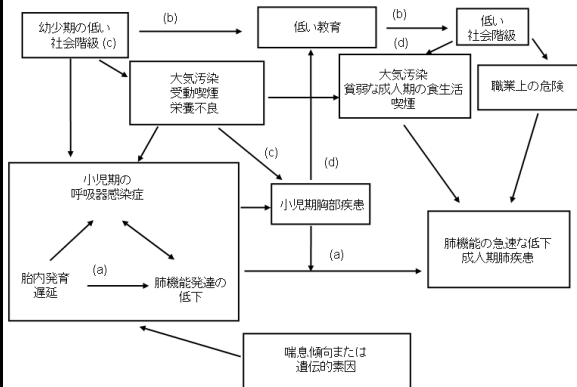 幼少期の低い
社会階級 (c)
(b)
低い教育
(b)
低い
社会階級
(d)
大気汚染
受動喫煙
栄養不良
大気汚染
貧弱な成人期の食生活
喫煙
職業上の危険
(c)
(d)
小児期の
呼吸器感染症
小児期胸部疾患
胎内発育
遅延
(a)
肺機能発達の
低下
(a)
肺機能の急速な低下
成人期肺疾患
喘息傾向または
遺伝的素因